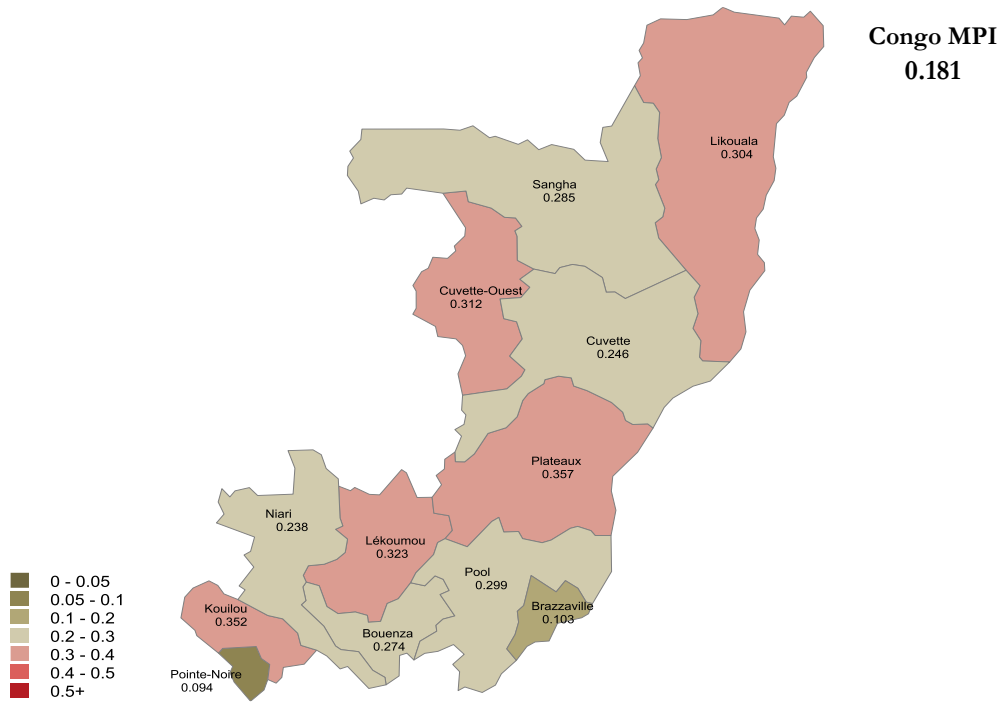 Congo MPI
0.181
Likouala
0.304
Sangha
0.285
Cuvette-Ouest
0.312
Cuvette
0.246
Plateaux
0.357
Niari
0.238
Lékoumou
0.323
Pool
0.299
Brazzaville
0.103
Kouilou
0.352
Bouenza
0.274
Pointe-Noire
0.094
0 - 0.05
0.05 - 0.1
0.1 - 0.2
0.2 - 0.3
0.3 - 0.4
0.4 - 0.5
0.5+